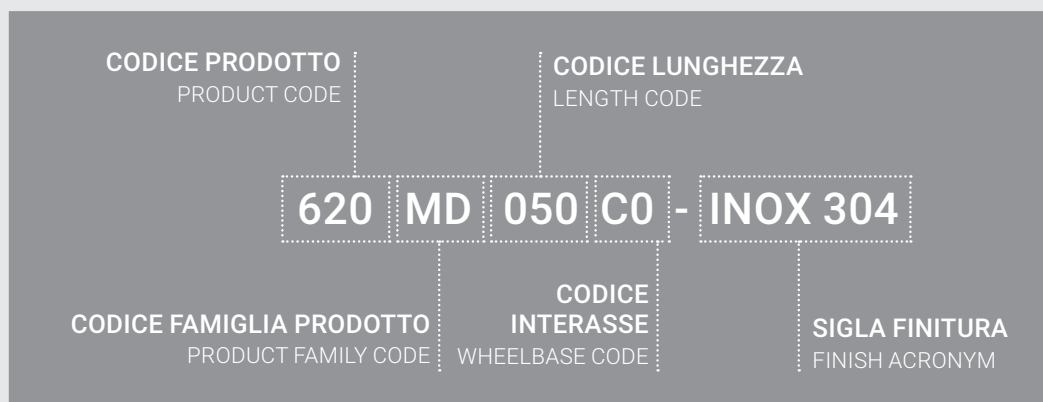 CODICE PRODOTTO
PRODUCT CODE
CODICE LUNGHEZZA
LENGTH CODE
620 MD 050 C0 - INOX 304
CODICE FAMIGLIA PRODOTTO
PRODUCT FAMILY CODE
CODICE
INTERASSE
WHEELBASE CODE
SIGLA FINITURA
FINISH ACRONYM